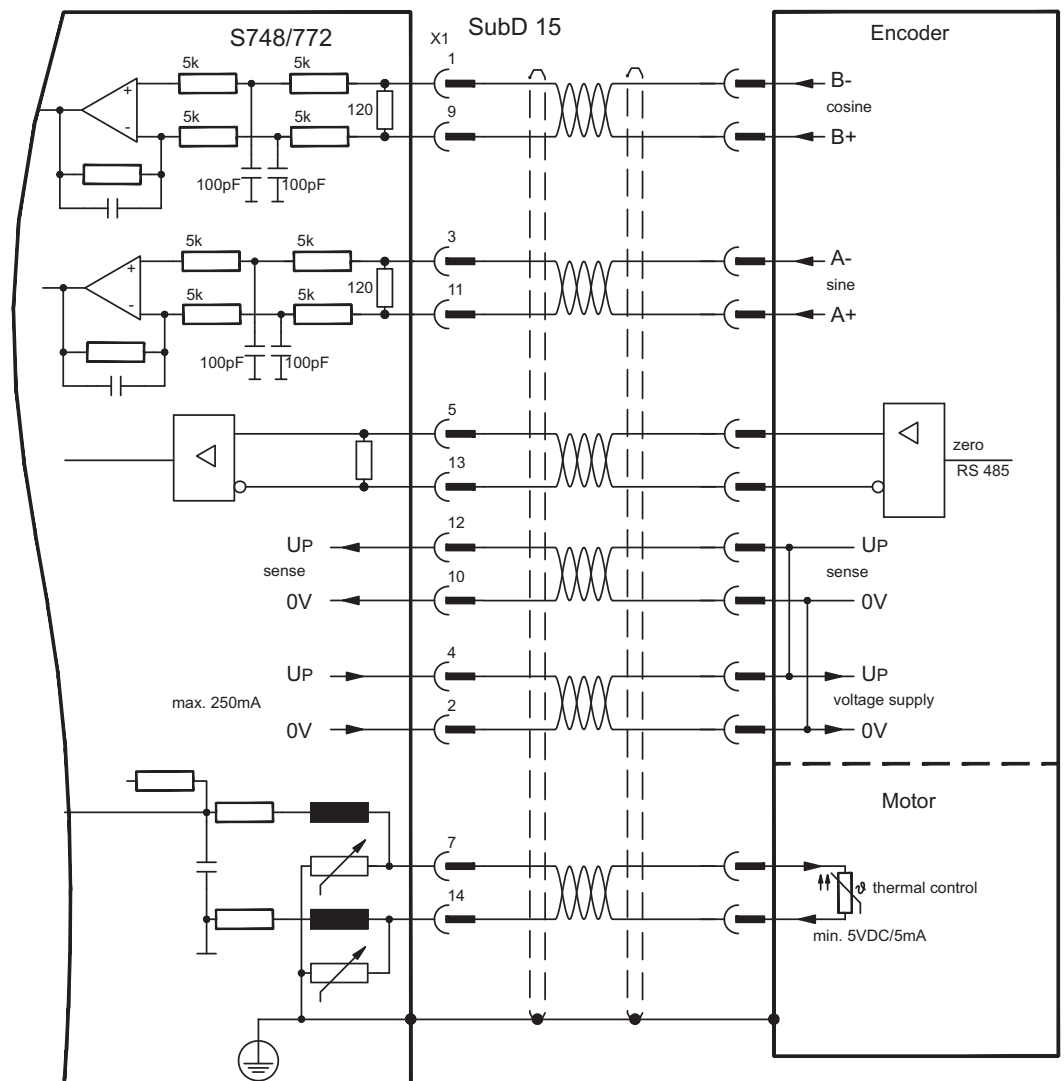 S748/772
X1
SubD 15
Encoder
5k
5k
1
B-
+
120
cosine
5k
5k
9
-
B+
100pF
100pF
5k
5k
3
A-
+
120
sine
5k
5k
11
-
A+
100pF
100pF
5
zero
13
RS 485
UP
12
UP
sense
sense
0V
10
0V
UP
4
UP
max. 250mA
voltage supply
0V
2
0V
Motor
7
ϑ thermal control
14
min. 5VDC/5mA